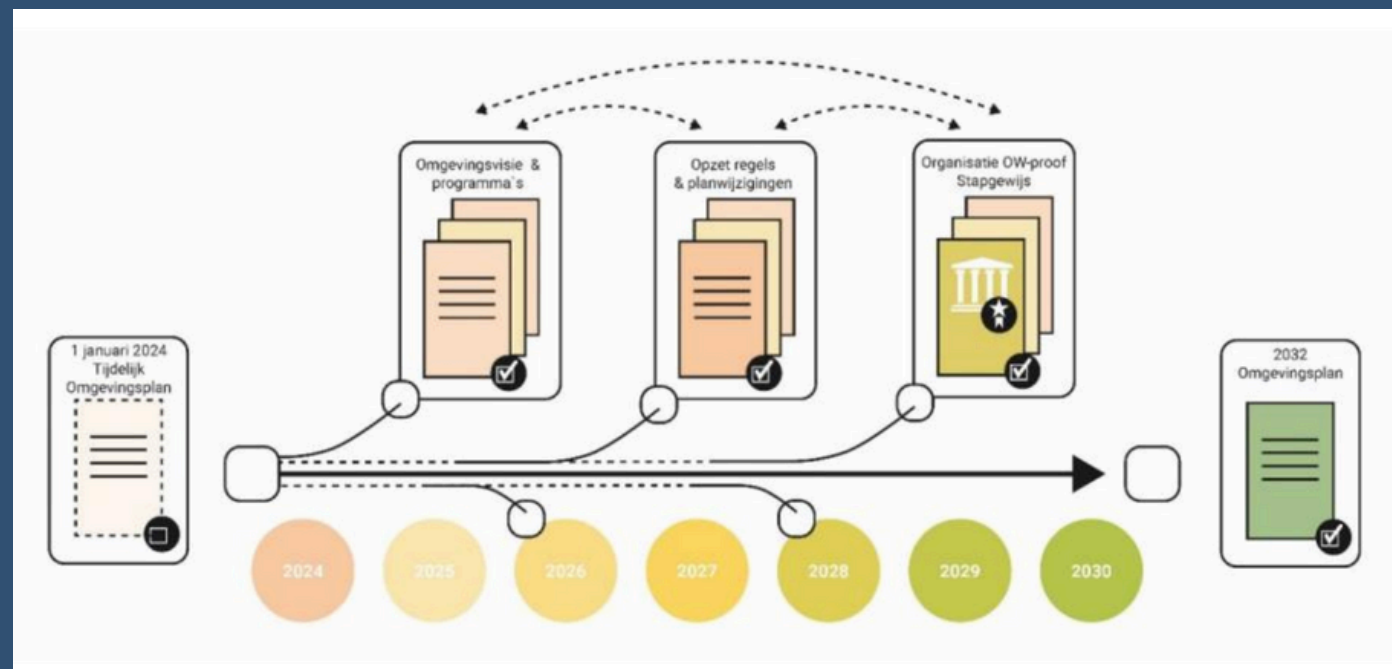 Omgevingsvisie &
programma`s
Opzet regels
& planwijzigingen
Organisatie OW-proof
Stapgewijs
1 januari 2024
Tijdelijk
Omgevingsplan
2032
Omgevingsplan
2024
2025
2026
2027
2028
2029
2030